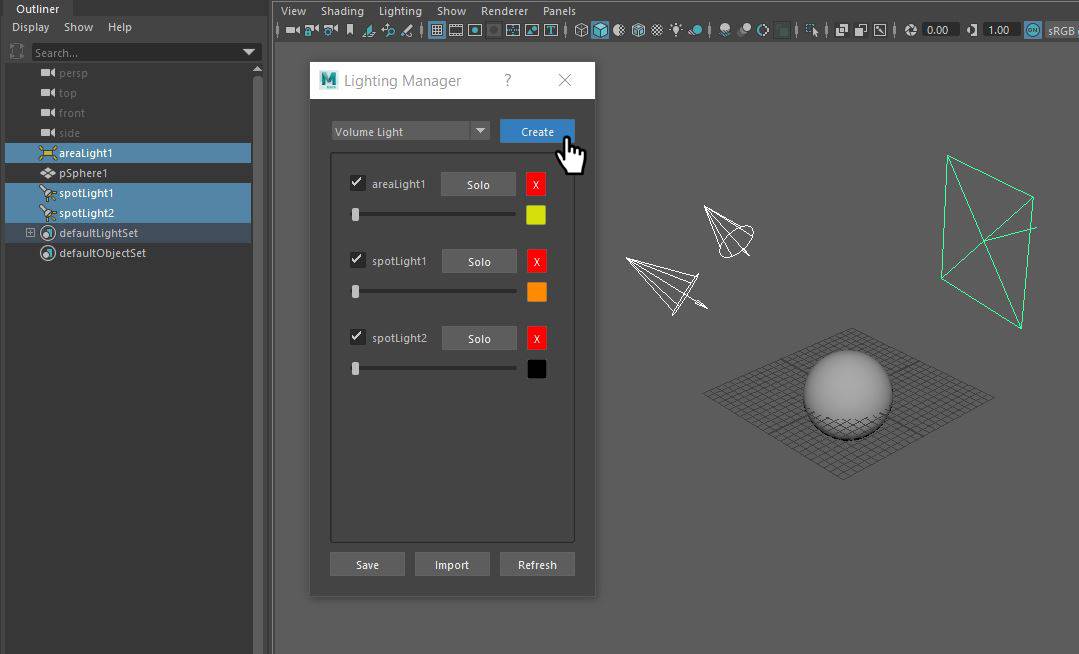 Outliner
Display Show Help
Search...
persp
top
front
side
areaLight1
pSphere1
spotLight1
spotLight2
defaultLightSet
defaultObjectSet
View Shading Lighting Show Renderer Panels
0.00 1.00 ON sRGB
M Lighting Manager ?
Volume Light Create
areaLight1 Solo X
spotLight1 Solo X
spotLight2 Solo X
Save Import Refresh